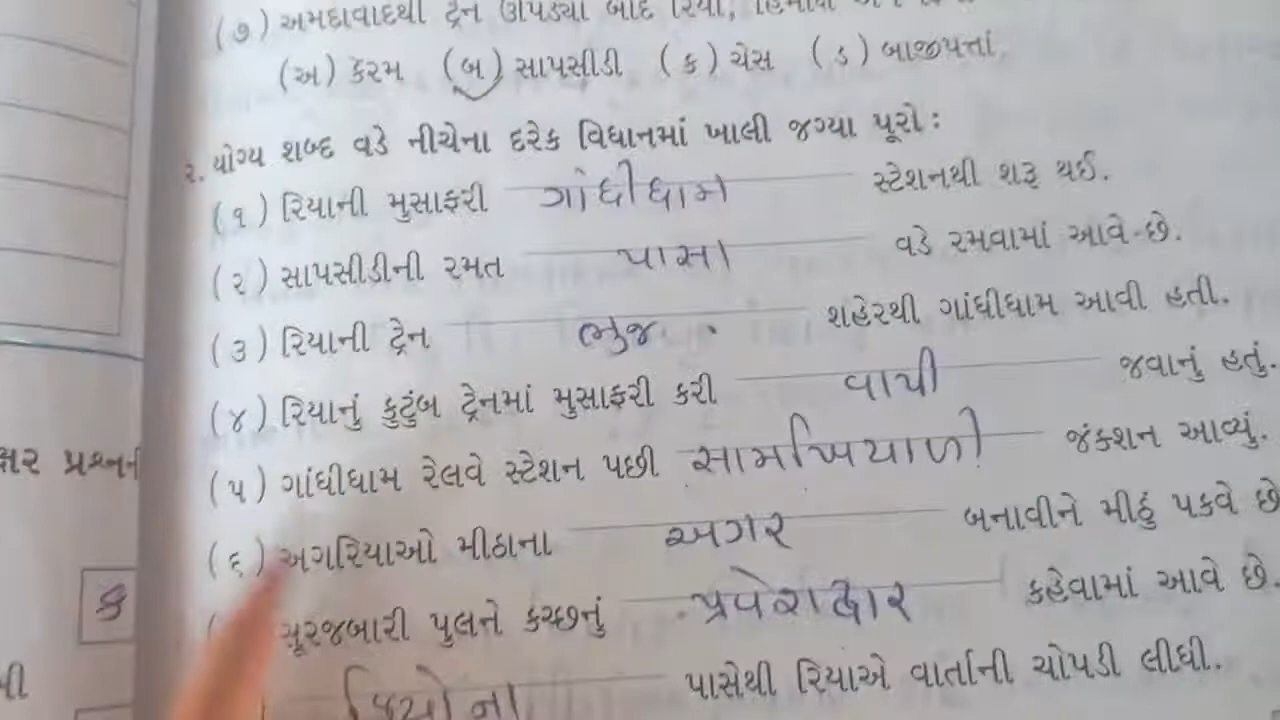 (૭) અમદાવાદથી ટ્રેન ઊપડ્યા બાદ રિયા,
(અ) કેરમ (બ) સાપસીડી (ક) ચેસ (ડ) બાજીપત્તાં
૨. યોગ્ય શબ્દ વડે નીચેના દરેક વિધાનમાં ખાલી જગ્યા પૂરો :
(૧) રિયાની મુસાફરી ગાંધીધામ સ્ટેશનથી શરૂ થઈ.
(૨) સાપસીડીની રમત પાસા વડે રમવામાં આવે છે.
(૩) રિયાની ટ્રેન ભુજ શહેરથી ગાંધીધામ આવી હતી.
(૪) રિયાનું કુટુંબ ટ્રેનમાં મુસાફરી કરી વાપી જવાનું હતું.
(૫) ગાંધીધામ રેલવે સ્ટેશન પછી સામખિયાળી જંકશન આવ્યું.
ક્ષર પ્રશ્નની
(૬) અગરિયાઓ મીઠાના અગર બનાવીને મીઠું પકવે છે
ક
સૂરજબારી પુલને કચ્છનું પ્રવેશદ્વાર કહેવામાં આવે છે.
પાસેથી રિયાએ વાર્તાની ચોપડી લીધી.